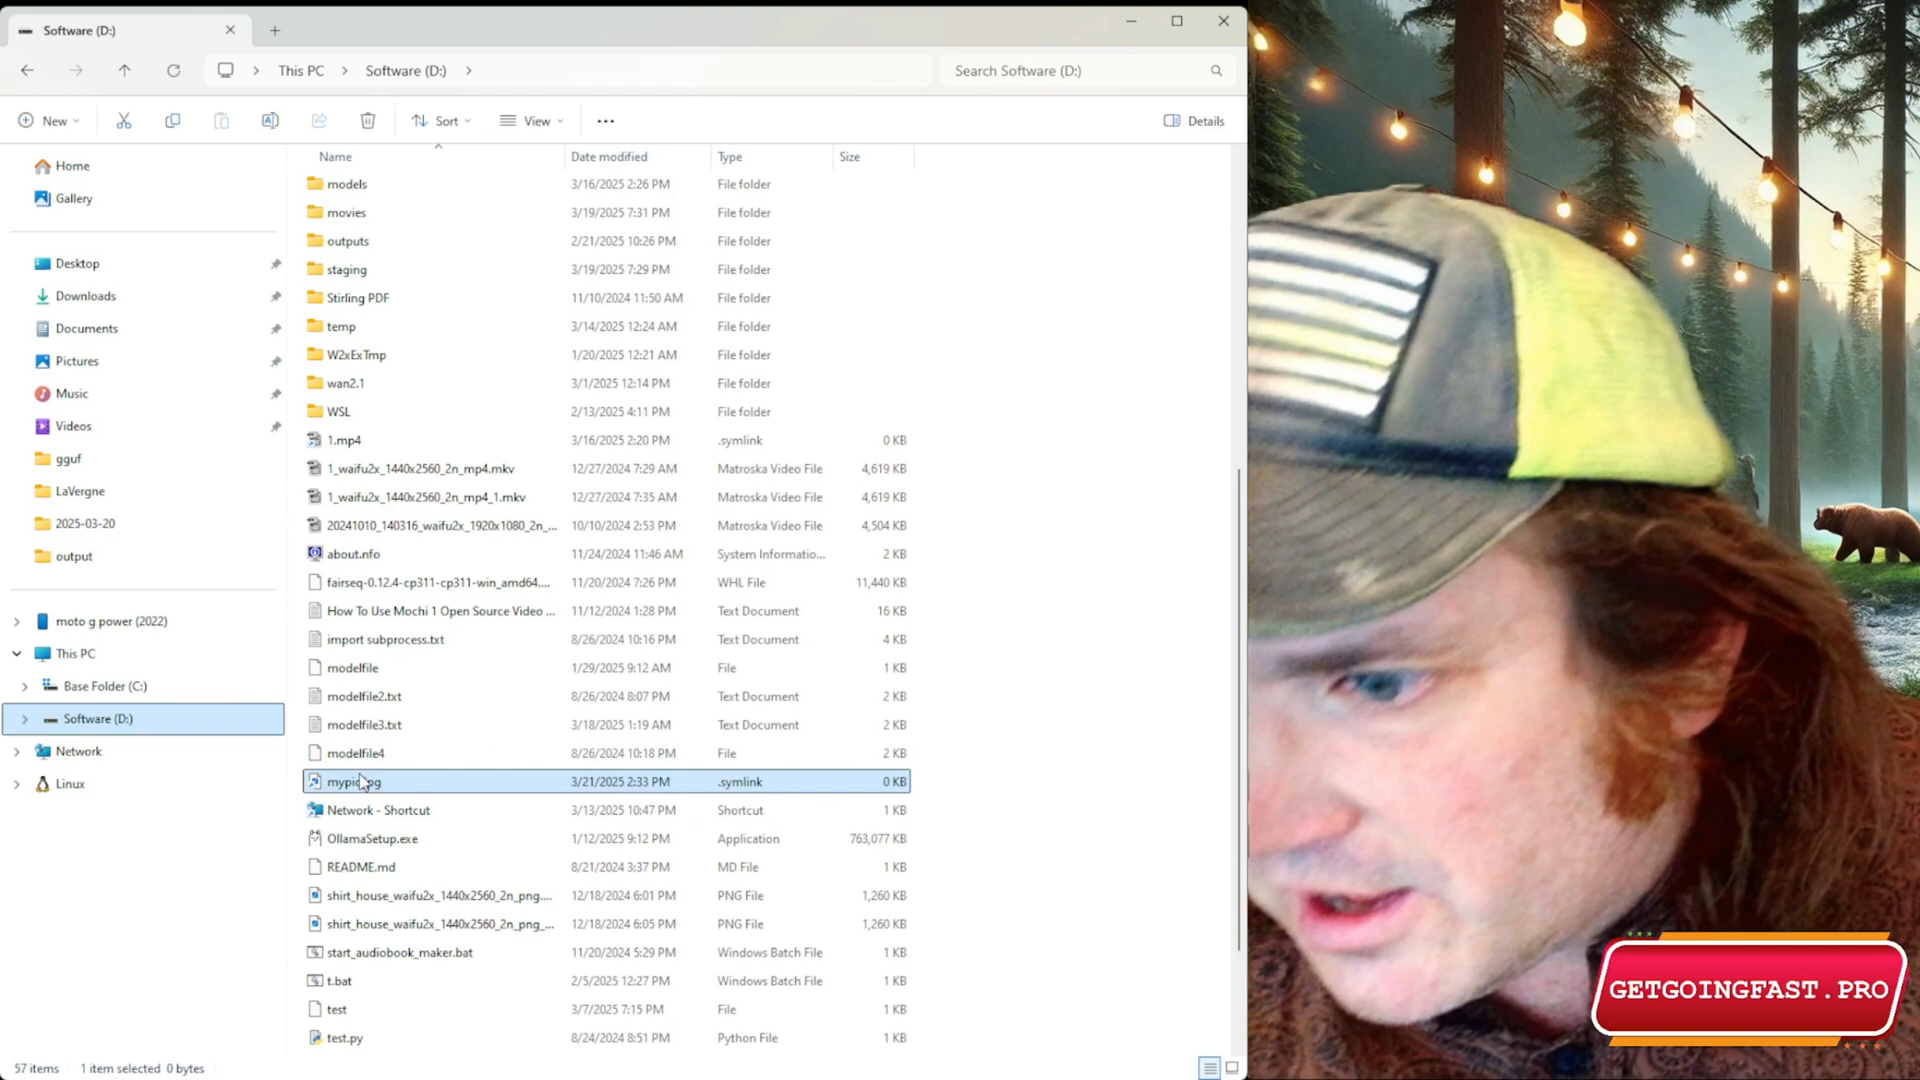 Software (D:)
This PC
Software (D:)
Search Software (D:)
New
Sort
View
Details
Name
Date modified
Type
Size
Home
Gallery
Desktop
Downloads
Documents
Pictures
Music
Videos
gguf
LaVergne
2025-03-20
output
moto g power (2022)
This PC
Base Folder (C:)
Software (D:)
Network
Linux
models 3/16/2025 2:26 PM File folder
movies 3/19/2025 7:31 PM File folder
outputs 2/21/2025 10:26 PM File folder
staging 3/19/2025 7:29 PM File folder
Stirling PDF 11/10/2024 11:50 AM File folder
temp 3/14/2025 12:24 AM File folder
W2xExTmp 1/20/2025 12:21 AM File folder
wan2.1 3/1/2025 12:14 PM File folder
WSL 2/13/2025 4:11 PM File folder
1.mp4 3/16/2025 2:20 PM .symlink 0 KB
1_waifu2x_1440x2560_2n_mp4.mkv 12/27/2024 7:29 AM Matroska Video File 4,619 KB
1_waifu2x_1440x2560_2n_mp4_1.mkv 12/27/2024 7:35 AM Matroska Video File 4,619 KB
20241010_140316_waifu2x_1920x1080_2n_... 10/10/2024 2:53 PM Matroska Video File 4,504 KB
about.nfo 11/24/2024 11:46 AM System Informatio... 2 KB
fairseq-0.12.4-cp311-cp311-win_amd64.... 11/20/2024 7:26 PM WHL File 11,440 KB
How To Use Mochi 1 Open Source Video ... 11/12/2024 1:28 PM Text Document 16 KB
import subprocess.txt 8/26/2024 10:16 PM Text Document 4 KB
modelfile 1/29/2025 9:12 AM File 1 KB
modelfile2.txt 8/26/2024 8:07 PM Text Document 2 KB
modelfile3.txt 3/18/2025 1:19 AM Text Document 2 KB
modelfile4 8/26/2024 10:18 PM File 2 KB
3/21/2025 2:33 PM .symlink 0 KB
Network - Shortcut 3/13/2025 10:47 PM Shortcut 1 KB
OllamaSetup.exe 1/12/2025 9:12 PM Application 763,077 KB
README.md 8/21/2024 3:37 PM MD File 1 KB
shirt_house_waifu2x_1440x2560_2n_png.... 12/18/2024 6:01 PM PNG File 1,260 KB
shirt_house_waifu2x_1440x2560_2n_png_... 12/18/2024 6:05 PM PNG File 1,260 KB
start_audiobook_maker.bat 11/20/2024 5:29 PM Windows Batch File 1 KB
t.bat 2/5/2025 12:27 PM Windows Batch File 1 KB
test 3/7/2025 7:15 PM File 1 KB
test.py 8/24/2024 8:51 PM Python File 1 KB
57 items
1 item selected 0 bytes
GETGOINGFAST.PRO